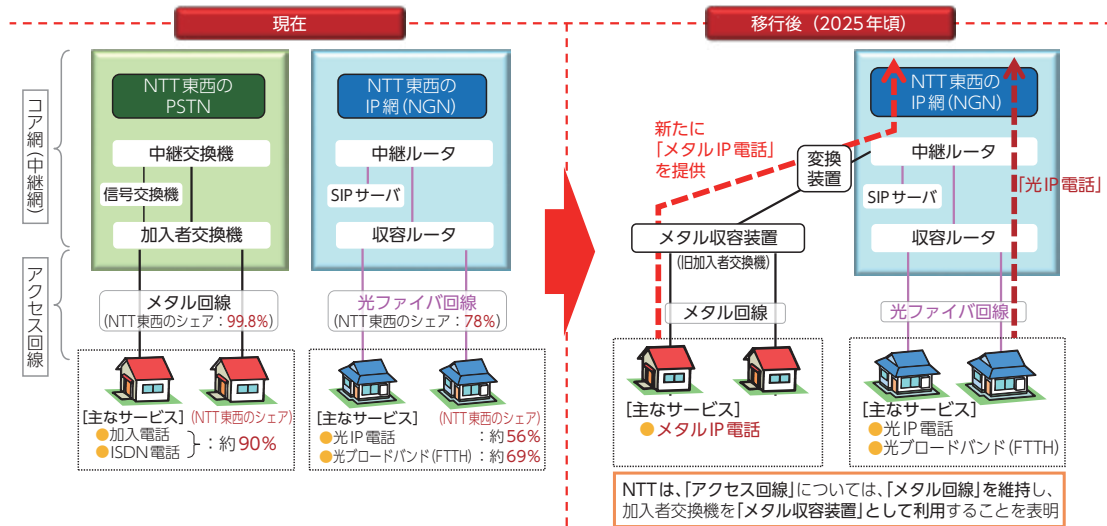 現在
コア網(中継網)
アクセス回線
NTT東西の
PSTN
中継交換機
信号交換機
加入者交換機
メタル回線
(NTT東西のシェア:99.8%)
[主なサービス] (NTT東西のシェア)
●加入電話
●ISDN電話
}:約90%
NTT東西の
IP網(NGN)
中継ルータ
SIPサーバ
収容ルータ
光ファイバ回線
(NTT東西のシェア:78%)
[主なサービス] (NTT東西のシェア)
●光IP電話 :約56%
●光ブロードバンド(FTTH):約69%
移行後(2025年頃)
新たに
「メタルIP電話」
を提供
変換
装置
メタル収容装置
(旧加入者交換機)
メタル回線
[主なサービス]
●メタルIP電話
NTT東西の
IP網(NGN)
中継ルータ
SIPサーバ
「光IP電話」
収容ルータ
光ファイバ回線
[主なサービス]
●光IP電話
●光ブロードバンド(FTTH)
NTTは、「アクセス回線」については、「メタル回線」を維持し、
加入者交換機を「メタル収容装置」として利用することを表明